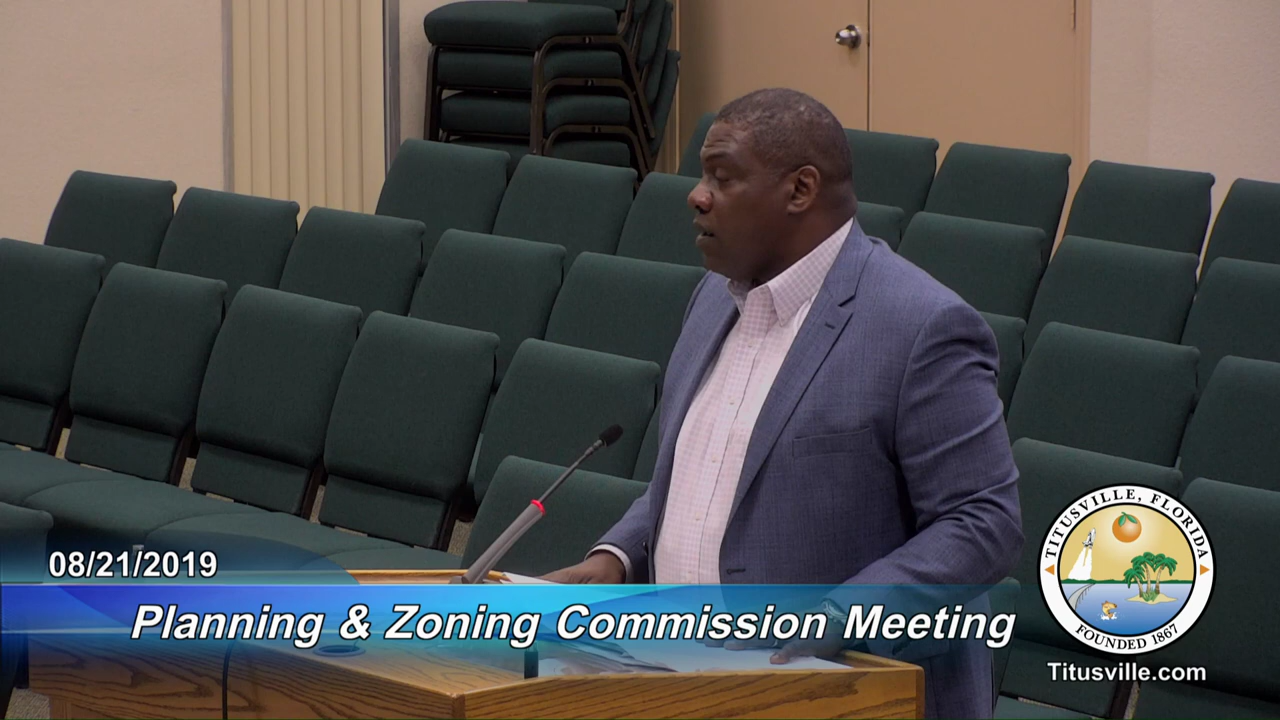 08/21/2019
Planning & Zoning Commission Meeting
TITUSVILLE, FLORIDA
FOUNDED 1867
Titusville.com